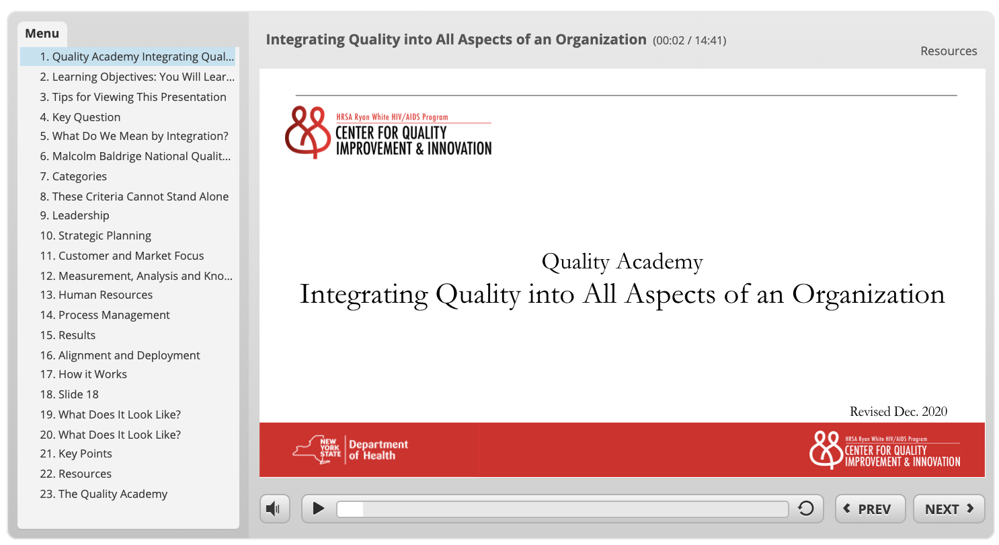 Menu
1. Quality Academy Integrating Qual...
2. Learning Objectives: You Will Lear...
3. Tips for Viewing This Presentation
4. Key Question
5. What Do We Mean by Integration?
6. Malcolm Baldrige National Qualit...
7. Categories
8. These Criteria Cannot Stand Alone
9. Leadership
10. Strategic Planning
11. Customer and Market Focus
12. Measurement, Analysis and Kno...
13. Human Resources
14. Process Management
15. Results
16. Alignment and Deployment
17. How it Works
18. Slide 18
19. What Does It Look Like?
20. What Does It Look Like?
21. Key Points
22. Resources
23. The Quality Academy
Integrating Quality into All Aspects of an Organization (00:02 / 14:41)
Resources
HRSA Ryan White HIV/AIDS Program
CENTER FOR QUALITY
IMPROVEMENT & INNOVATION
Quality Academy
Integrating Quality into All Aspects of an Organization
Revised Dec. 2020
NEW
YORK
STATE
Department
of Health
HRSA Ryan White HIV/AIDS Program
CENTER FOR QUALITY
IMPROVEMENT & INNOVATION
PREV
NEXT